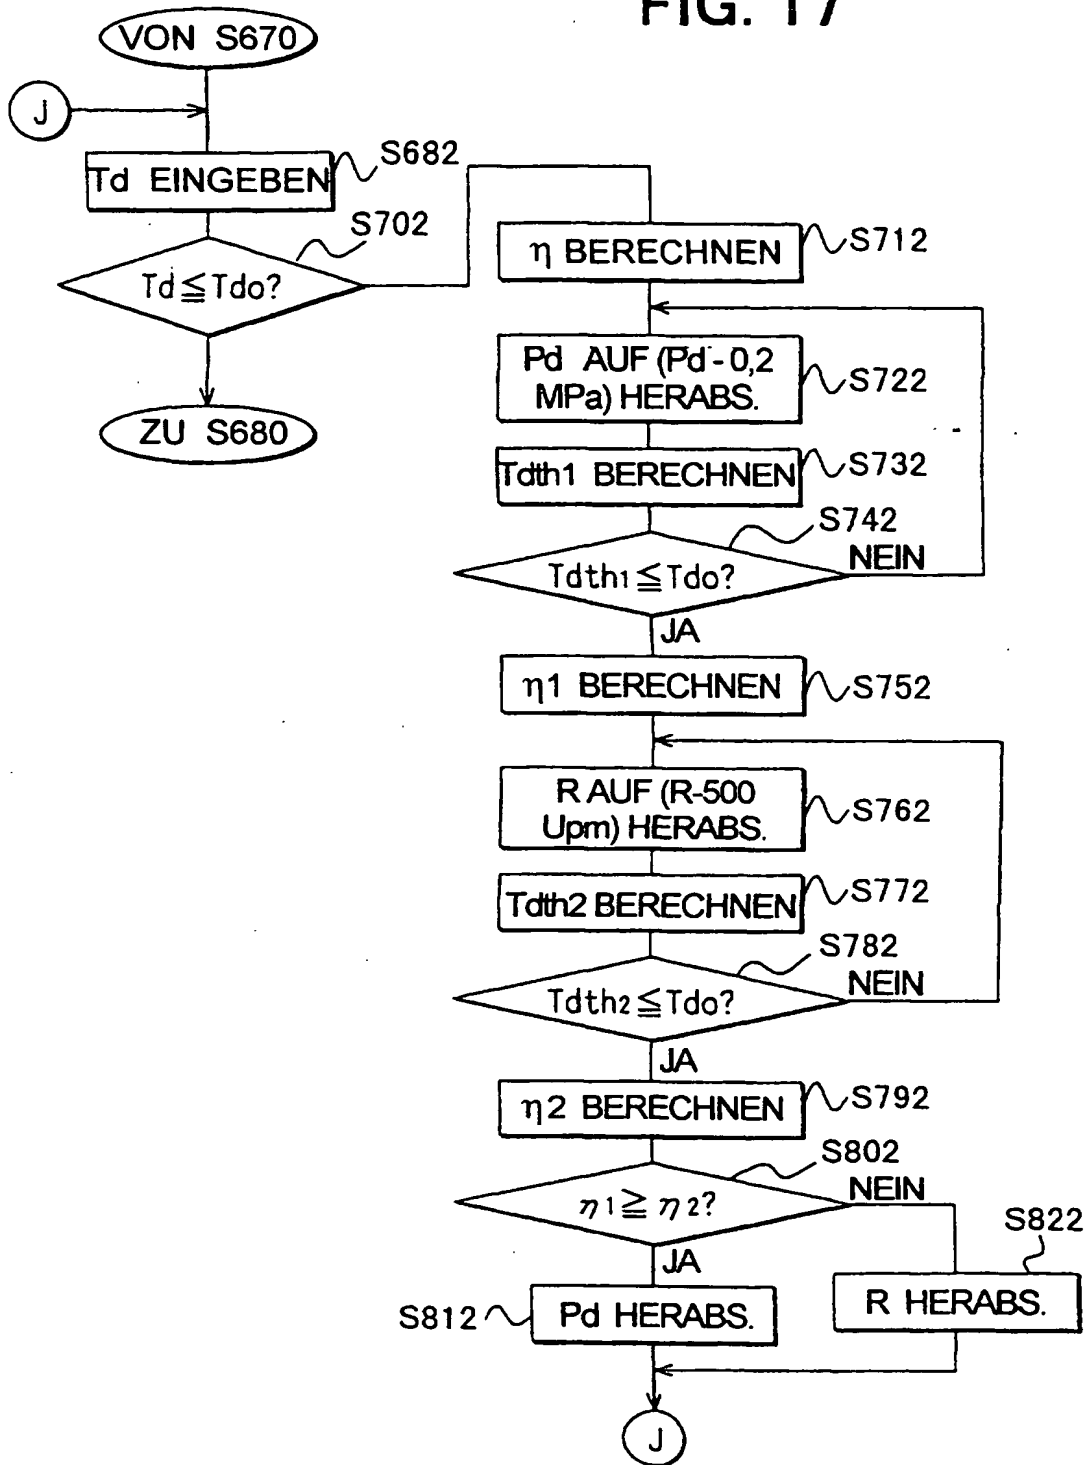 FIG. 17
VON S670
J
Td EINGEBEN
S682
S702
Td≦Tdo?
ZU S680
η BERECHNEN
S712
Pd AUF (Pd-0,2
MPa) HERABS.
S722
Tdth1 BERECHNEN
S732
S742
Tdth1≦Tdo?
NEIN
JA
η1 BERECHNEN
S752
R AUF (R-500
Upm) HERABS.
S762
Tdth2 BERECHNEN
S772
S782
Tdth2≦Tdo?
NEIN
JA
η2 BERECHNEN
S792
S802
η1≧η2?
NEIN
JA
S822
S812
Pd HERABS.
R HERABS.
J